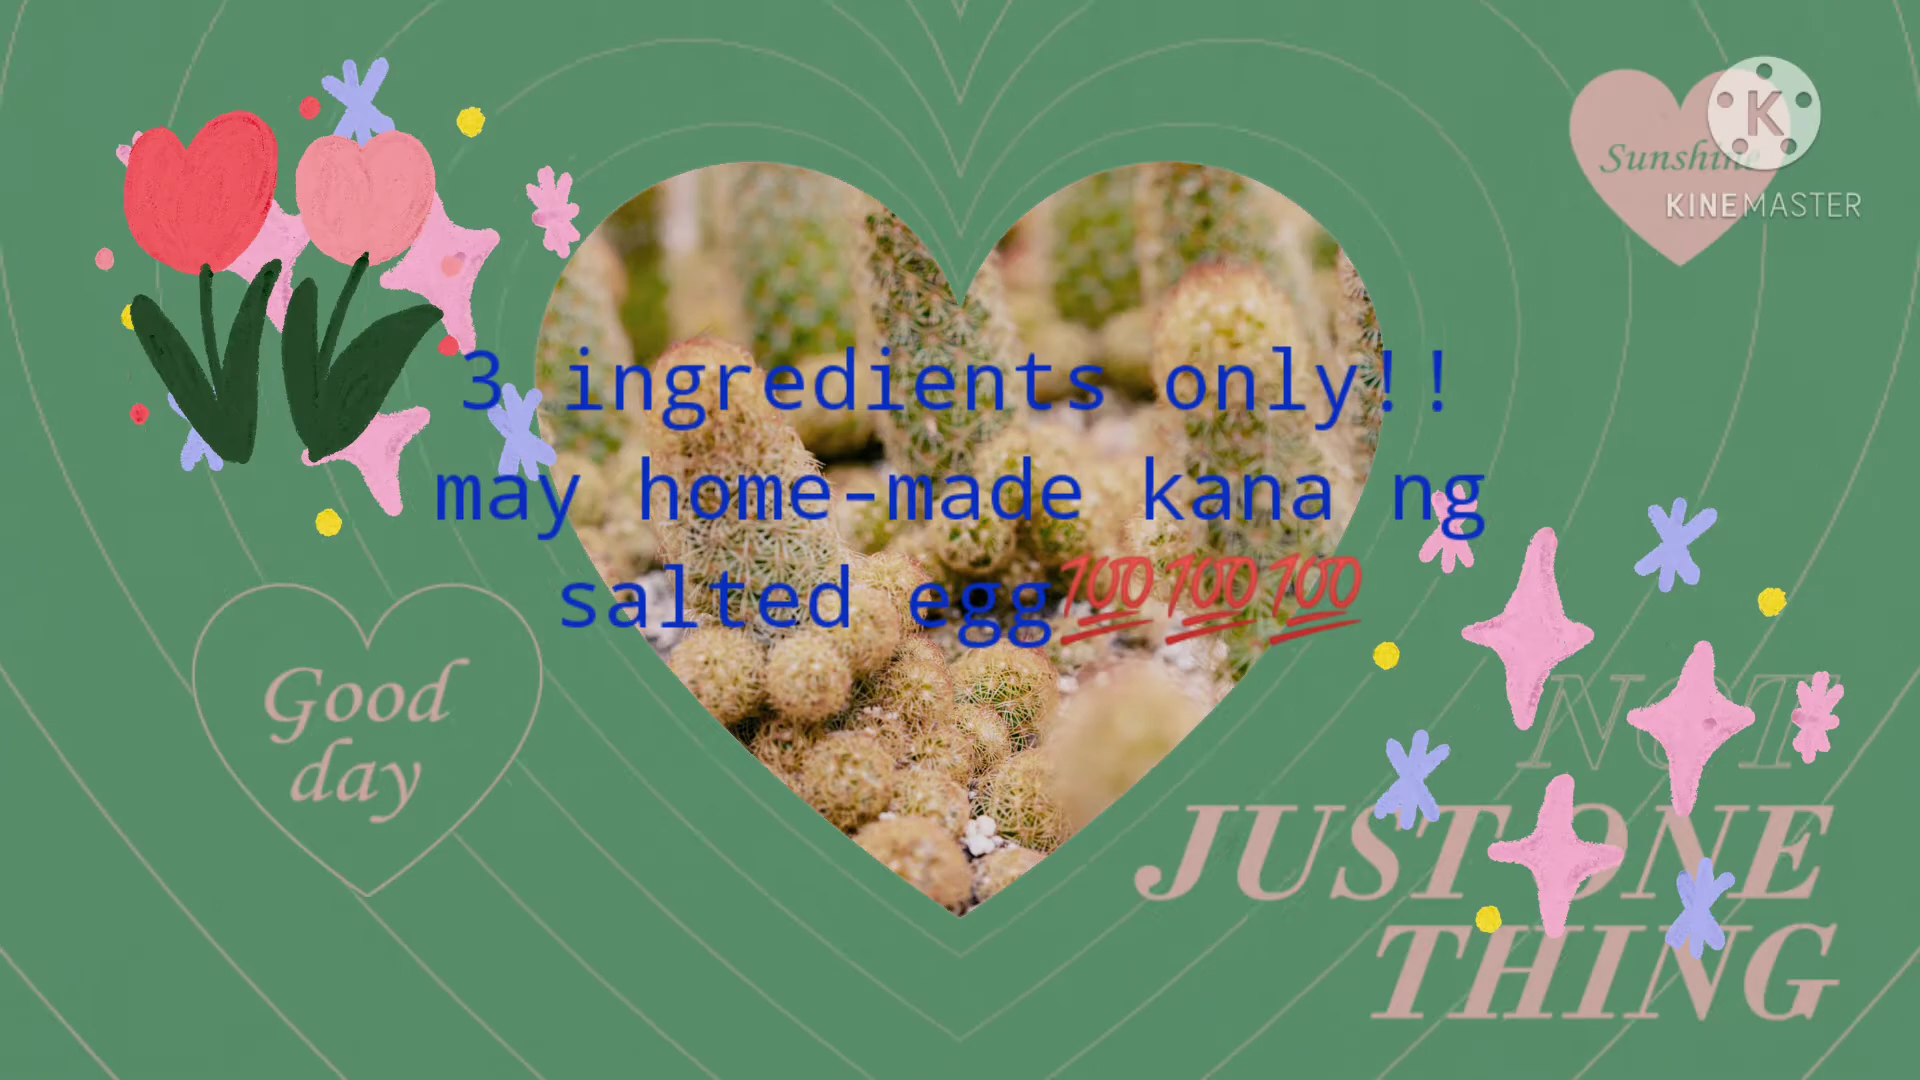 Sunshine
KINEMASTER
3 ingredients only!!
may home-made kana ng
salted egg💯💯💯
Good
day
NOT
JUST ONE
THING